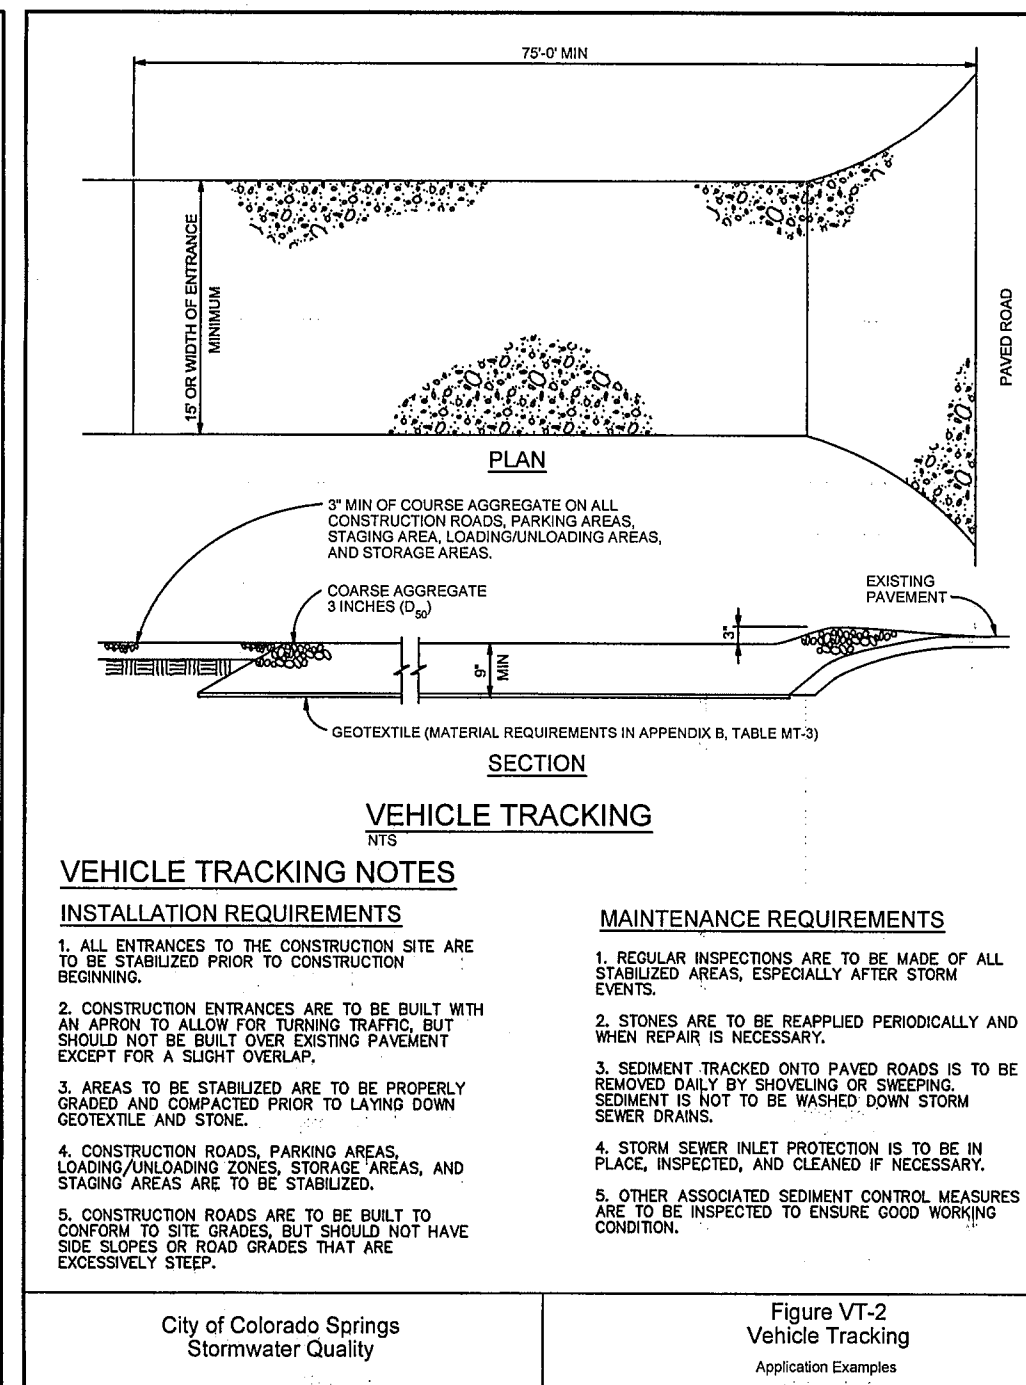 75'-0' MIN
15' OR WIDTH OF ENTRANCE
MINIMUM
PAVED ROAD
PLAN
3" MIN OF COURSE AGGREGATE ON ALL
CONSTRUCTION ROADS, PARKING AREAS,
STAGING AREA, LOADING/UNLOADING AREAS,
AND STORAGE AREAS.
COARSE AGGREGATE
3 INCHES (D50)
EXISTING
PAVEMENT
3"
9"
MIN
GEOTEXTILE (MATERIAL REQUIREMENTS IN APPENDIX B, TABLE MT-3)
SECTION
VEHICLE TRACKING
NTS
VEHICLE TRACKING NOTES
INSTALLATION REQUIREMENTS
1. ALL ENTRANCES TO THE CONSTRUCTION SITE ARE
TO BE STABILIZED PRIOR TO CONSTRUCTION
BEGINNING.
2. CONSTRUCTION ENTRANCES ARE TO BE BUILT WITH
AN APRON TO ALLOW FOR TURNING TRAFFIC, BUT
SHOULD NOT BE BUILT OVER EXISTING PAVEMENT
EXCEPT FOR A SLIGHT OVERLAP.
3. AREAS TO BE STABILIZED ARE TO BE PROPERLY
GRADED AND COMPACTED PRIOR TO LAYING DOWN
GEOTEXTILE AND STONE.
4. CONSTRUCTION ROADS, PARKING AREAS,
LOADING/UNLOADING ZONES, STORAGE AREAS, AND
STAGING AREAS ARE TO BE STABILIZED.
5. CONSTRUCTION ROADS ARE TO BE BUILT TO
CONFORM TO SITE GRADES, BUT SHOULD NOT HAVE
SIDE SLOPES OR ROAD GRADES THAT ARE
EXCESSIVELY STEEP.
MAINTENANCE REQUIREMENTS
1. REGULAR INSPECTIONS ARE TO BE MADE OF ALL
STABILIZED AREAS, ESPECIALLY AFTER STORM
EVENTS.
2. STONES ARE TO BE REAPPLIED PERIODICALLY AND
WHEN REPAIR IS NECESSARY.
3. SEDIMENT TRACKED ONTO PAVED ROADS IS TO BE
REMOVED DAILY BY SHOVELING OR SWEEPING.
SEDIMENT IS NOT TO BE WASHED DOWN STORM
SEWER DRAINS.
4. STORM SEWER INLET PROTECTION IS TO BE IN
PLACE, INSPECTED, AND CLEANED IF NECESSARY.
5. OTHER ASSOCIATED SEDIMENT CONTROL MEASURES
ARE TO BE INSPECTED TO ENSURE GOOD WORKING
CONDITION.
City of Colorado Springs
Stormwater Quality
Figure VT-2
Vehicle Tracking
Application Examples